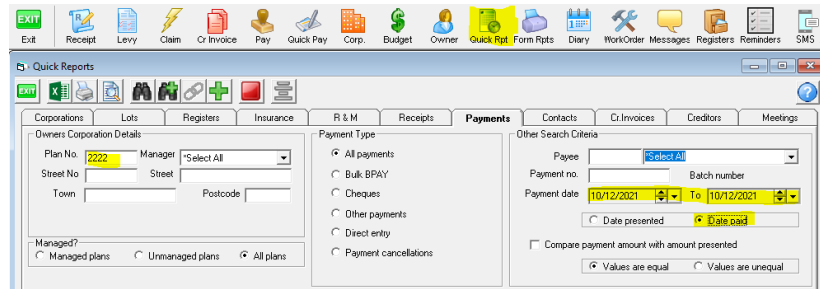 EXIT
Exit Receipt Levy Claim Cr Invoice Pay Quick Pay Corp. Budget Owner Quick Rpt Form Rpts Diary WorkOrder Messages Registers Reminders SMS
Quick Reports
EXIT
Corporations Lots Registers Insurance R & M Receipts Payments Contacts Cr.Invoices Creditors Meetings
Owners Corporation Details Payment Type Other Search Criteria
Plan No. 2222 Manager *Select All All payments Payee *Select All
Street No Street Bulk BPAY Payment no. Batch number
Town Postcode Cheques Payment date 10/12/2021 To 10/12/2021
Other payments Date presented Date paid
Managed? Direct entry Compare payment amount with amount presented
Managed plans Unmanaged plans All plans Payment cancellations Values are equal Values are unequal